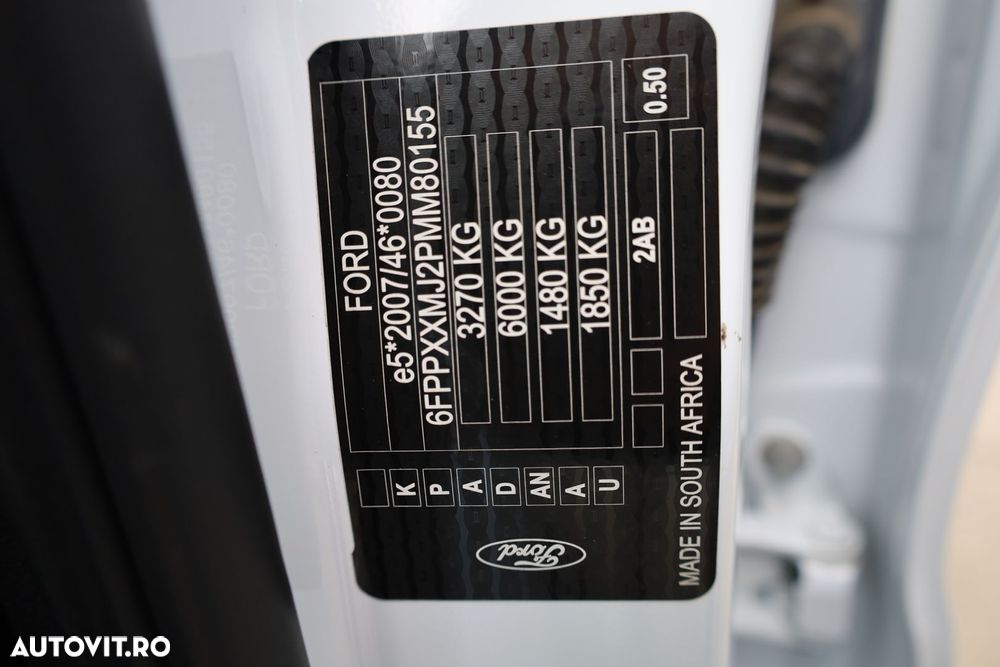 FORD
e5*2007/46*0080
6FPPXXMJ2PMM80155
3270 KG
6000 KG
1480 KG
1850 KG
2AB
0.50
K
P
A
D
AN
A
U
Ford
MADE IN SOUTH AFRICA
AUTOVIT.RO